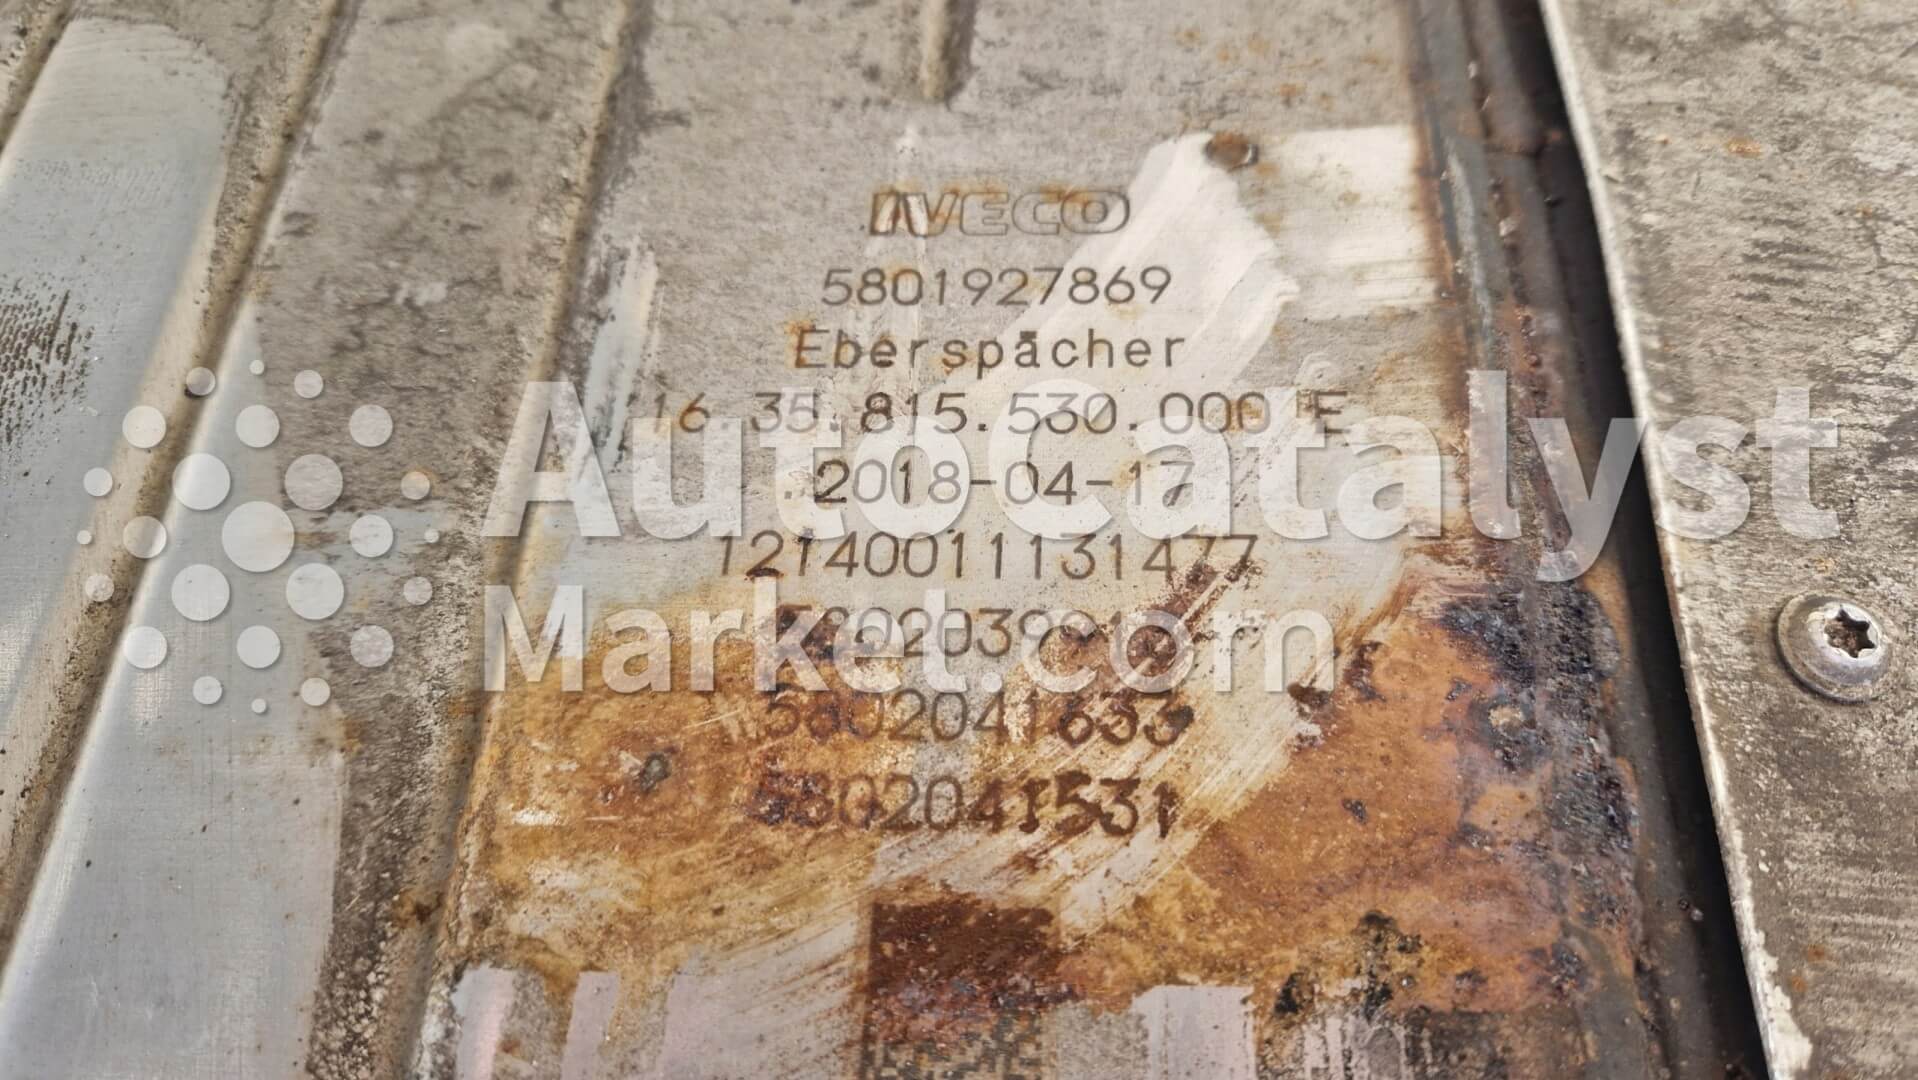 IVECO
5801927869
Eberspächer
16.35.815.530.000 E
2018-04-17
12140011131477
5802041633
5802041531
AutoCatalyst
Market.com